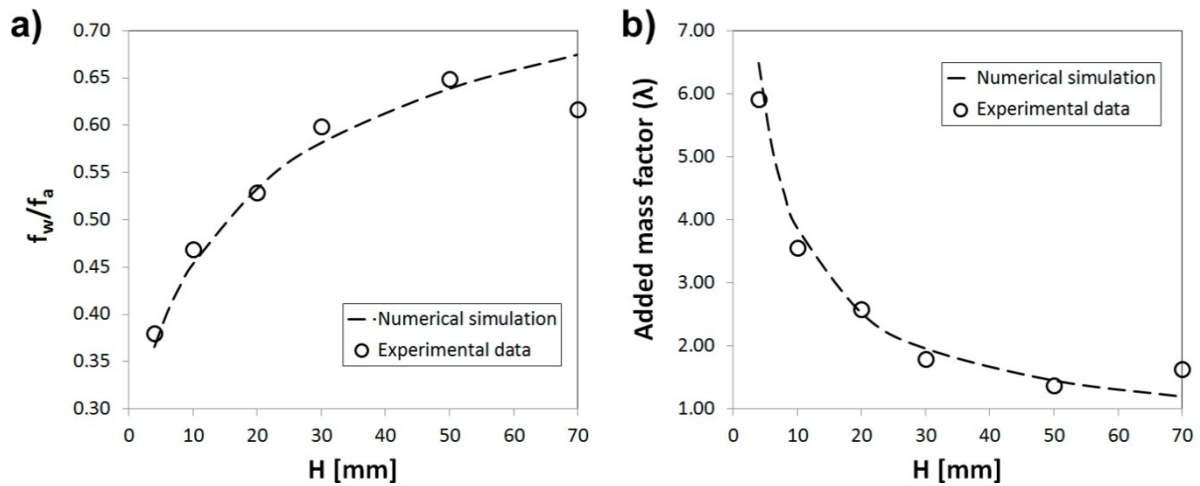 a)
0.70
0.65
0.60
0.55
0.50
0.45
0.40
0.35
0.30
f_w/f_a
0 10 20 30 40 50 60 70
H [mm]
Numerical simulation
Experimental data
b)
7.00
6.00
5.00
4.00
3.00
2.00
1.00
Added mass factor (λ)
0 10 20 30 40 50 60 70
H [mm]
Numerical simulation
Experimental data